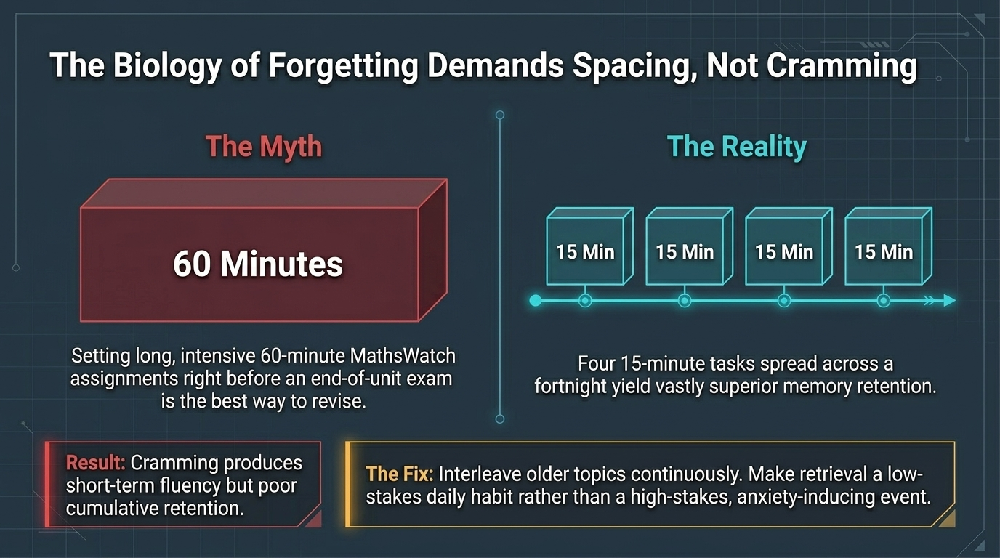 The Biology of Forgetting Demands Spacing, Not Cramming
The Myth
60 Minutes
Setting long, intensive 60-minute MathsWatch
assignments right before an end-of-unit exam
is the best way to revise.
The Reality
15 Min
15 Min
15 Min
15 Min
Four 15-minute tasks spread across a
fortnight yield vastly superior memory retention.
Result: Cramming produces
short-term fluency but poor
cumulative retention.
The Fix: Interleave older topics continuously. Make retrieval a low-
stakes daily habit rather than a high-stakes, anxiety-inducing event.